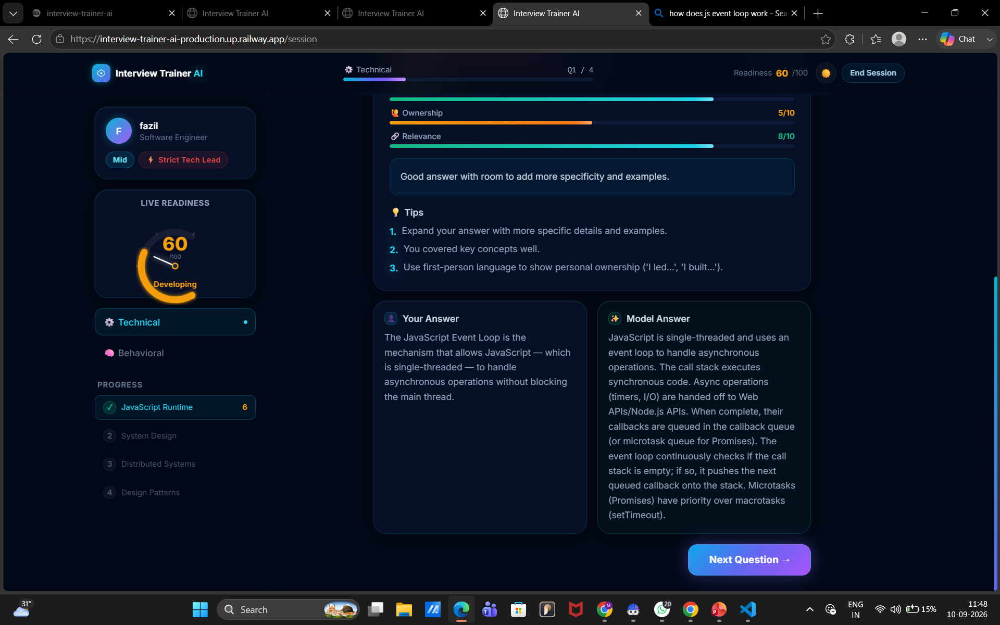 interview-trainer-ai
Interview Trainer AI
Interview Trainer AI
Interview Trainer AI
how does js event loop work - Sea
https://interview-trainer-ai-production.up.railway.app/session
Chat
Interview Trainer AI
Technical
Q1 / 4
Readiness 60 /100
End Session
F
fazil
Software Engineer
Mid
Strict Tech Lead
LIVE READINESS
60
/100
Developing
Technical
Behavioral
PROGRESS
JavaScript Runtime 6
2 System Design
3 Distributed Systems
4 Design Patterns
Ownership 5/10
Relevance 8/10
Good answer with room to add more specificity and examples.
Tips
1. Expand your answer with more specific details and examples.
2. You covered key concepts well.
3. Use first-person language to show personal ownership ('I led...', 'I built...').
Your Answer
The JavaScript Event Loop is the
mechanism that allows JavaScript — which
is single-threaded — to handle
asynchronous operations without blocking
the main thread.
Model Answer
JavaScript is single-threaded and uses an
event loop to handle asynchronous
operations. The call stack executes
synchronous code. Async operations
(timers, I/O) are handed off to Web
APIs/Node.js APIs. When complete, their
callbacks are queued in the callback queue
(or microtask queue for Promises). The
event loop continuously checks if the call
stack is empty; if so, it pushes the next
queued callback onto the stack. Microtasks
(Promises) have priority over macrotasks
(setTimeout).
Next Question →
31°
Search
M
20
P
ENG
IN
15%
11:48
10-09-2026